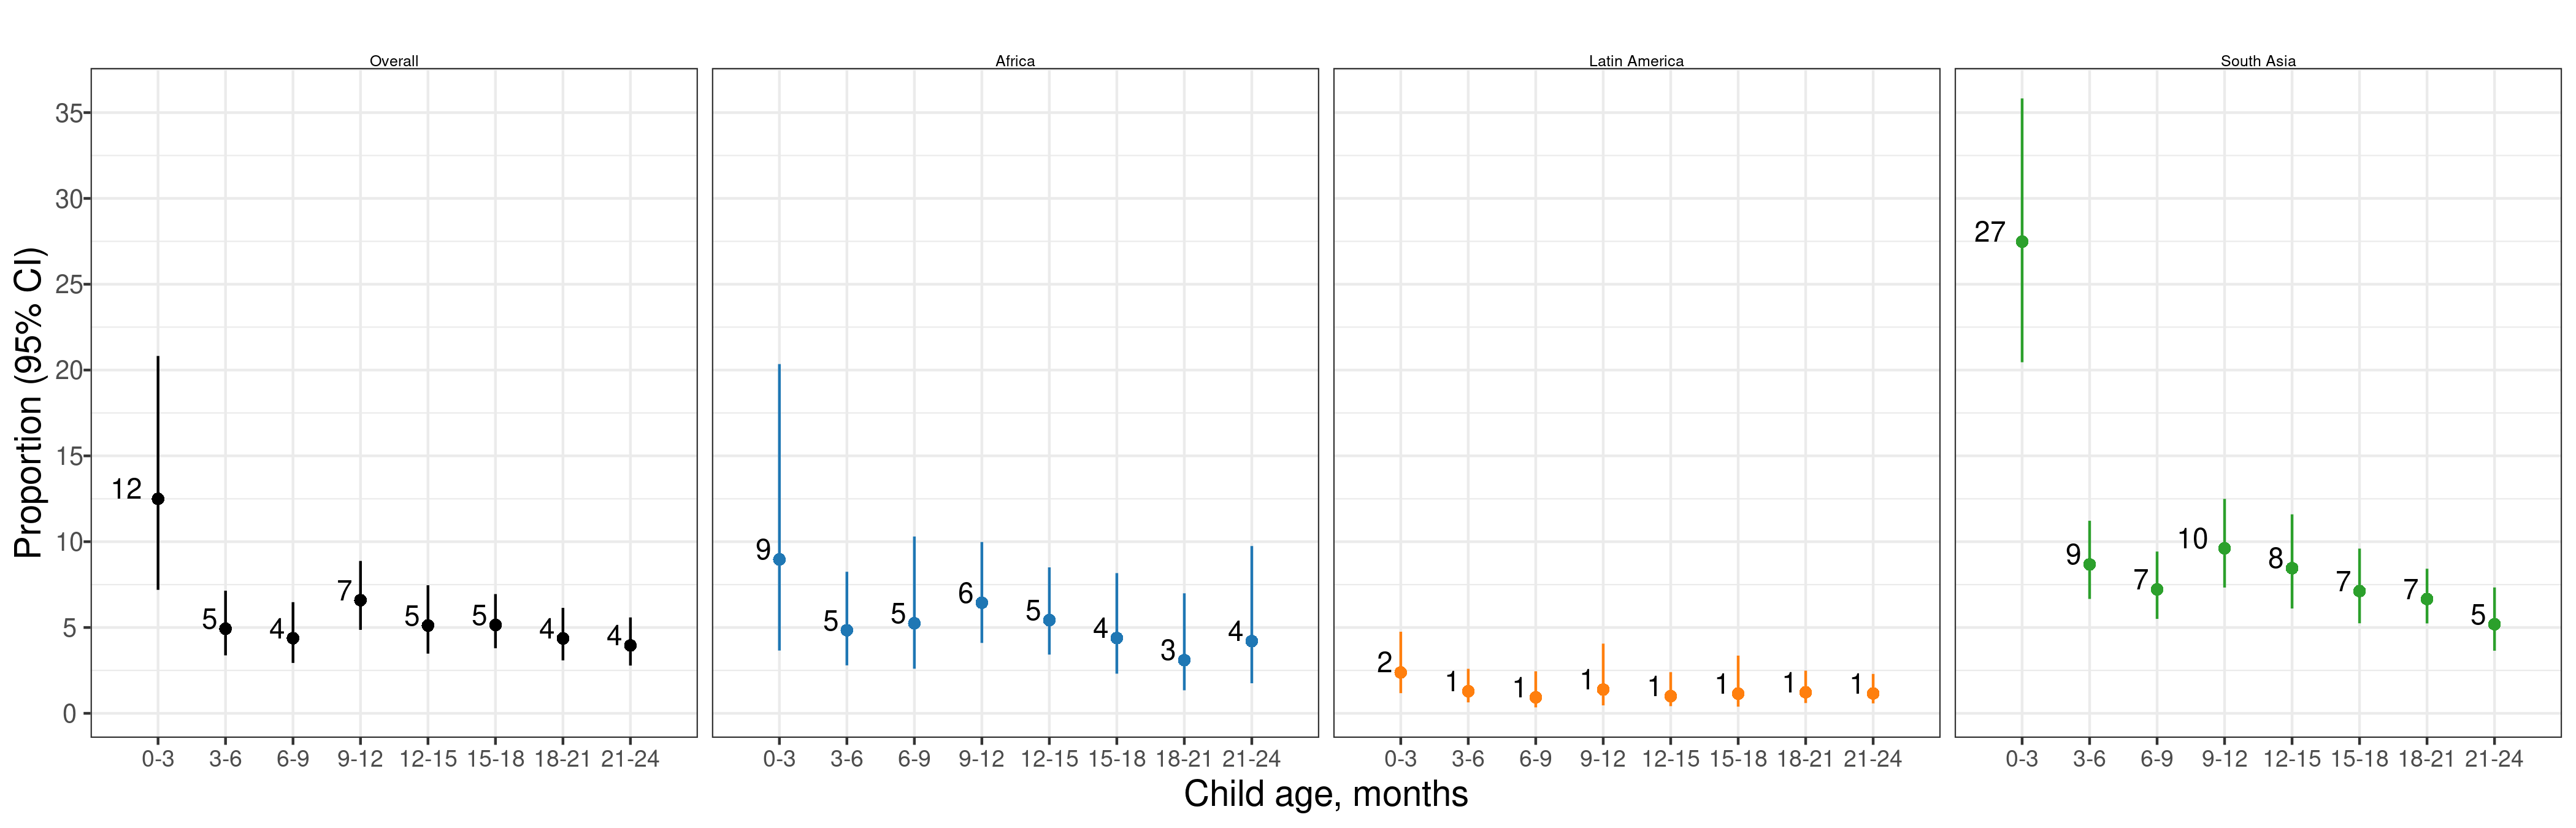 Overall Africa Latin America South Asia
Proportion (95% CI)
35
30
25
20
15
10
5
0
12 5 4 7 5 5 4 4
9 5 5 6 5 4 3 4
2 1 1 1 1 1 1 1
27 9 7 10 8 7 7 5
0-3 3-6 6-9 9-12 12-15 15-18 18-21 21-24 0-3 3-6 6-9 9-12 12-15 15-18 18-21 21-24 0-3 3-6 6-9 9-12 12-15 15-18 18-21 21-24 0-3 3-6 6-9 9-12 12-15 15-18 18-21 21-24
Child age, months